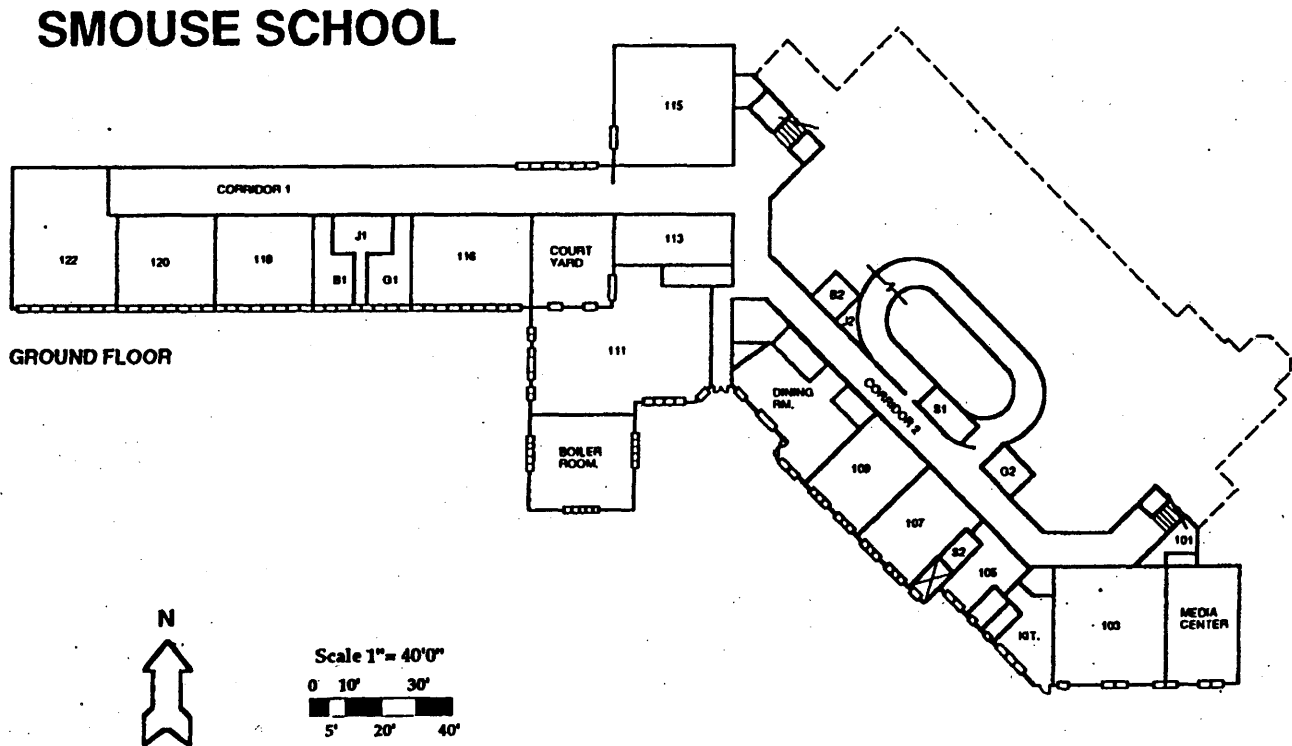 SMOUSE SCHOOL
115
CORRIDOR 1
122
120
118
J1
B1
G1
116
COURT
YARD
113
GROUND FLOOR
111
B2
J2
DINING
RM.
CORRIDOR 2
S1
BOILER
ROOM.
109
G2
107
S2
105
101
KIT.
103
MEDIA
CENTER
N
Scale 1"= 40'0"
0' 10' 30'
5' 20' 40'